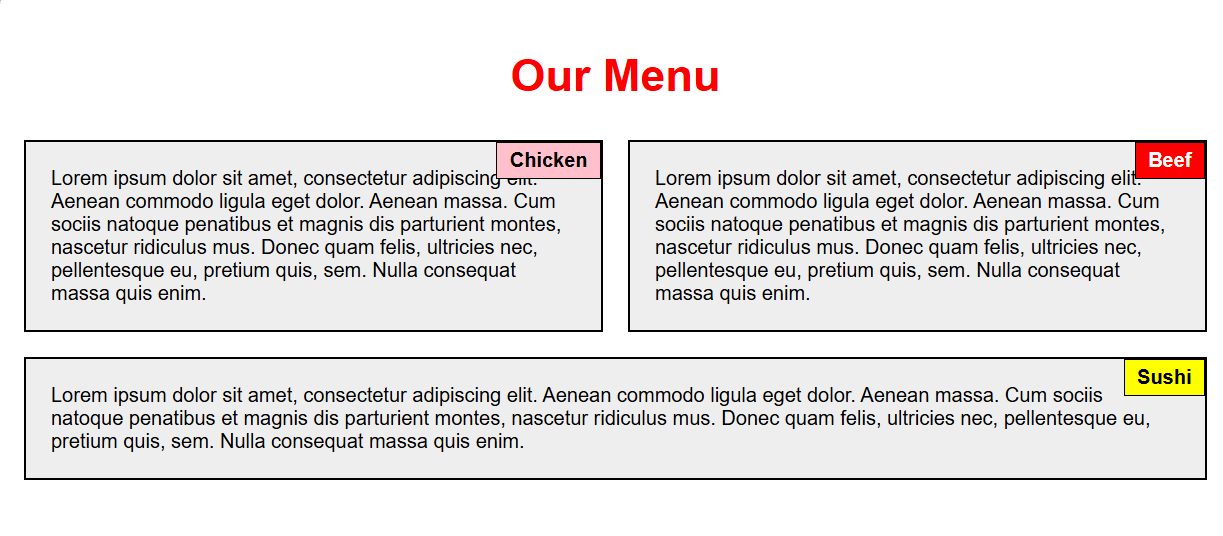 Our Menu
Chicken
Lorem ipsum dolor sit amet, consectetur adipiscing elit.
Aenean commodo ligula eget dolor. Aenean massa. Cum
sociis natoque penatibus et magnis dis parturient montes,
nascetur ridiculus mus. Donec quam felis, ultricies nec,
pellentesque eu, pretium quis, sem. Nulla consequat
massa quis enim.
Beef
Lorem ipsum dolor sit amet, consectetur adipiscing elit.
Aenean commodo ligula eget dolor. Aenean massa. Cum
sociis natoque penatibus et magnis dis parturient montes,
nascetur ridiculus mus. Donec quam felis, ultricies nec,
pellentesque eu, pretium quis, sem. Nulla consequat
massa quis enim.
Sushi
Lorem ipsum dolor sit amet, consectetur adipiscing elit. Aenean commodo ligula eget dolor. Aenean massa. Cum sociis
natoque penatibus et magnis dis parturient montes, nascetur ridiculus mus. Donec quam felis, ultricies nec, pellentesque eu,
pretium quis, sem. Nulla consequat massa quis enim.